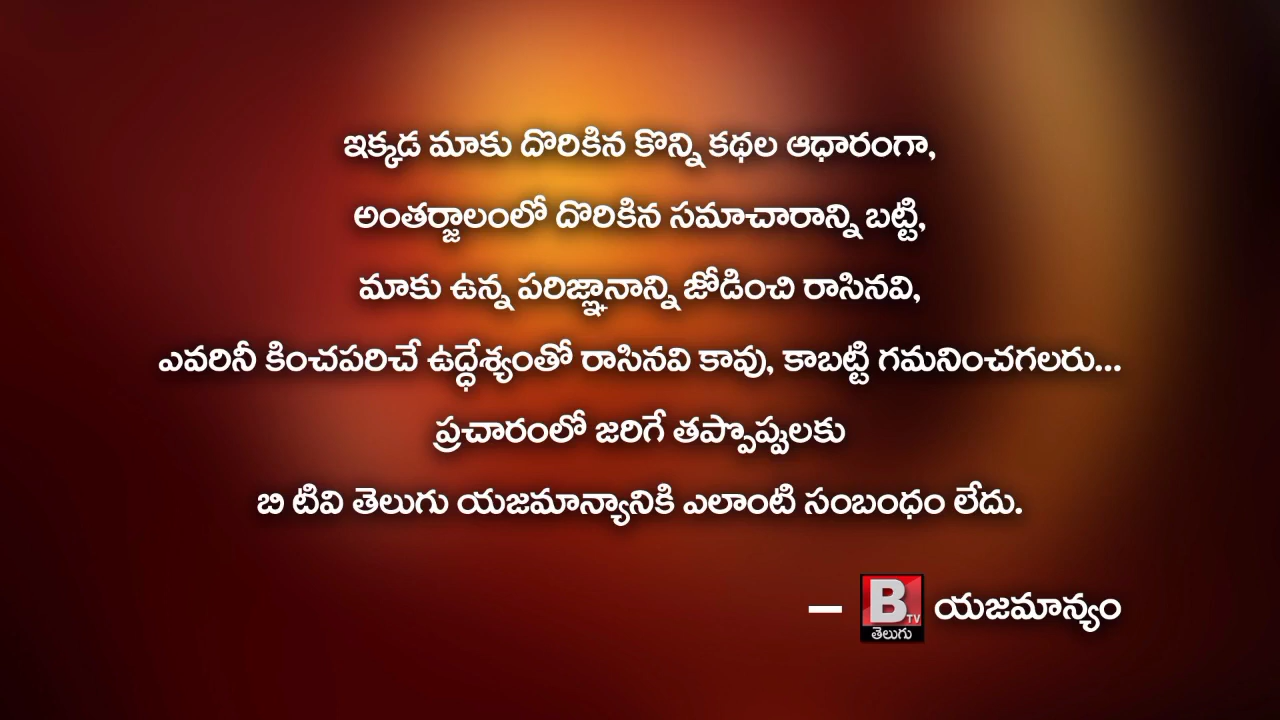 ఇక్కడ మాకు దొరికిన కొన్ని కథల ఆధారంగా,
అంతర్జాలంలో దొరికిన సమాచారాన్ని బట్టి,
మాకు ఉన్న పరిజ్ఞానాన్ని జోడించి రాసినవి,
ఎవరినీ కించపరిచే ఉద్ధేశ్యంతో రాసినవి కావు, కాబట్టి గమనించగలరు...
ప్రచారంలో జరిగే తప్పొప్పులకు
బి టివి తెలుగు యజమాన్యానికి ఎలాంటి సంబంధం లేదు.
– B TV తెలుగు యజమాన్యం